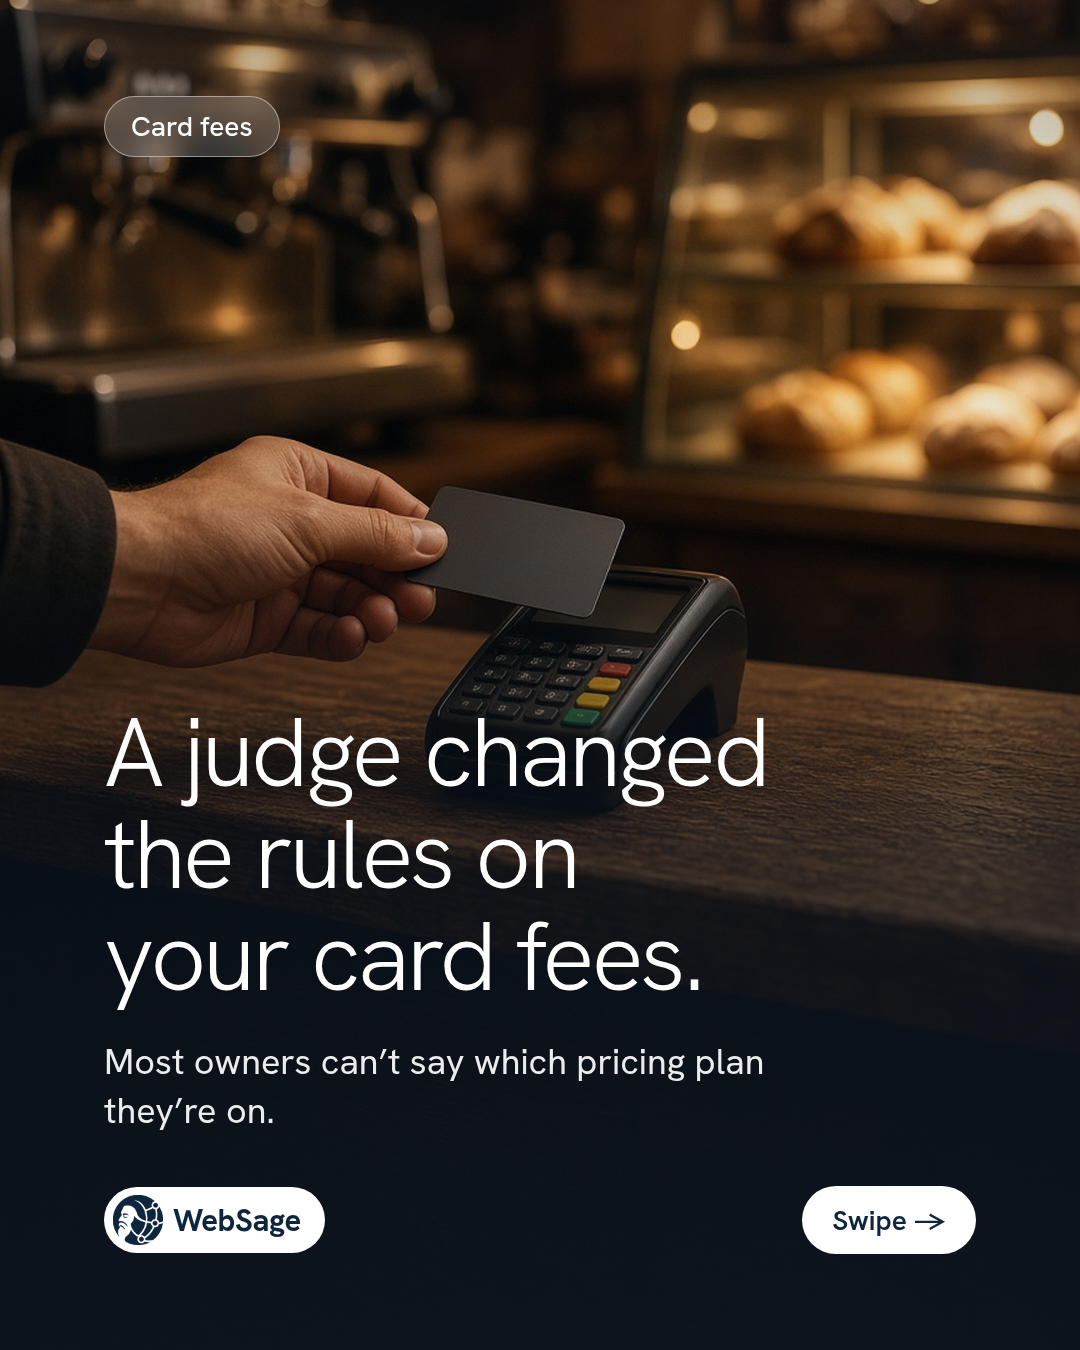 Card fees
A judge changed
the rules on
your card fees.
Most owners can’t say which pricing plan
they’re on.
WebSage
Swipe →